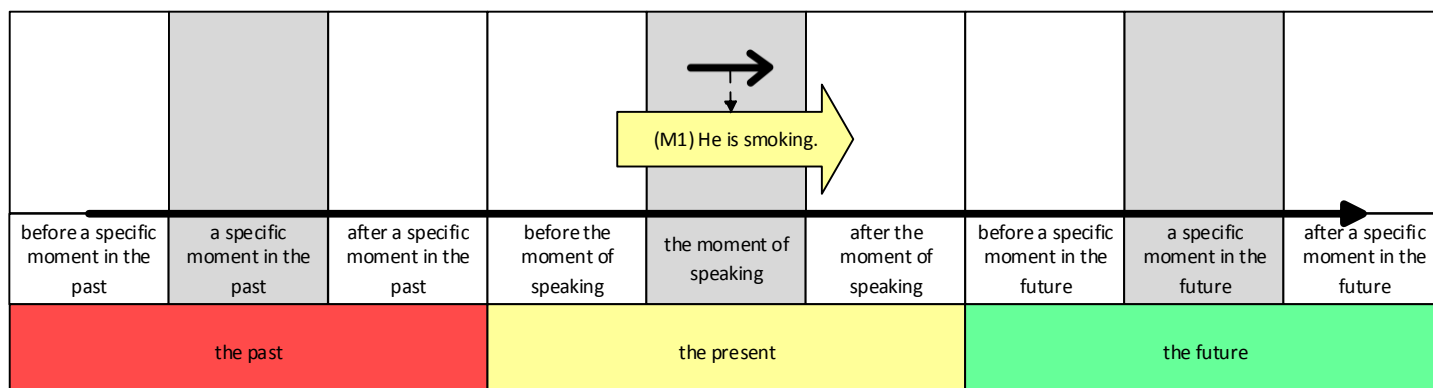 (M1) He is smoking.
before a specific
moment in the
past
a specific
moment in the
past
after a specific
moment in the
past
before the
moment of
speaking
the moment of
speaking
after the
moment of
speaking
before a specific
moment in the
future
a specific
moment in the
future
after a specific
moment in the
future
the past
the present
the future